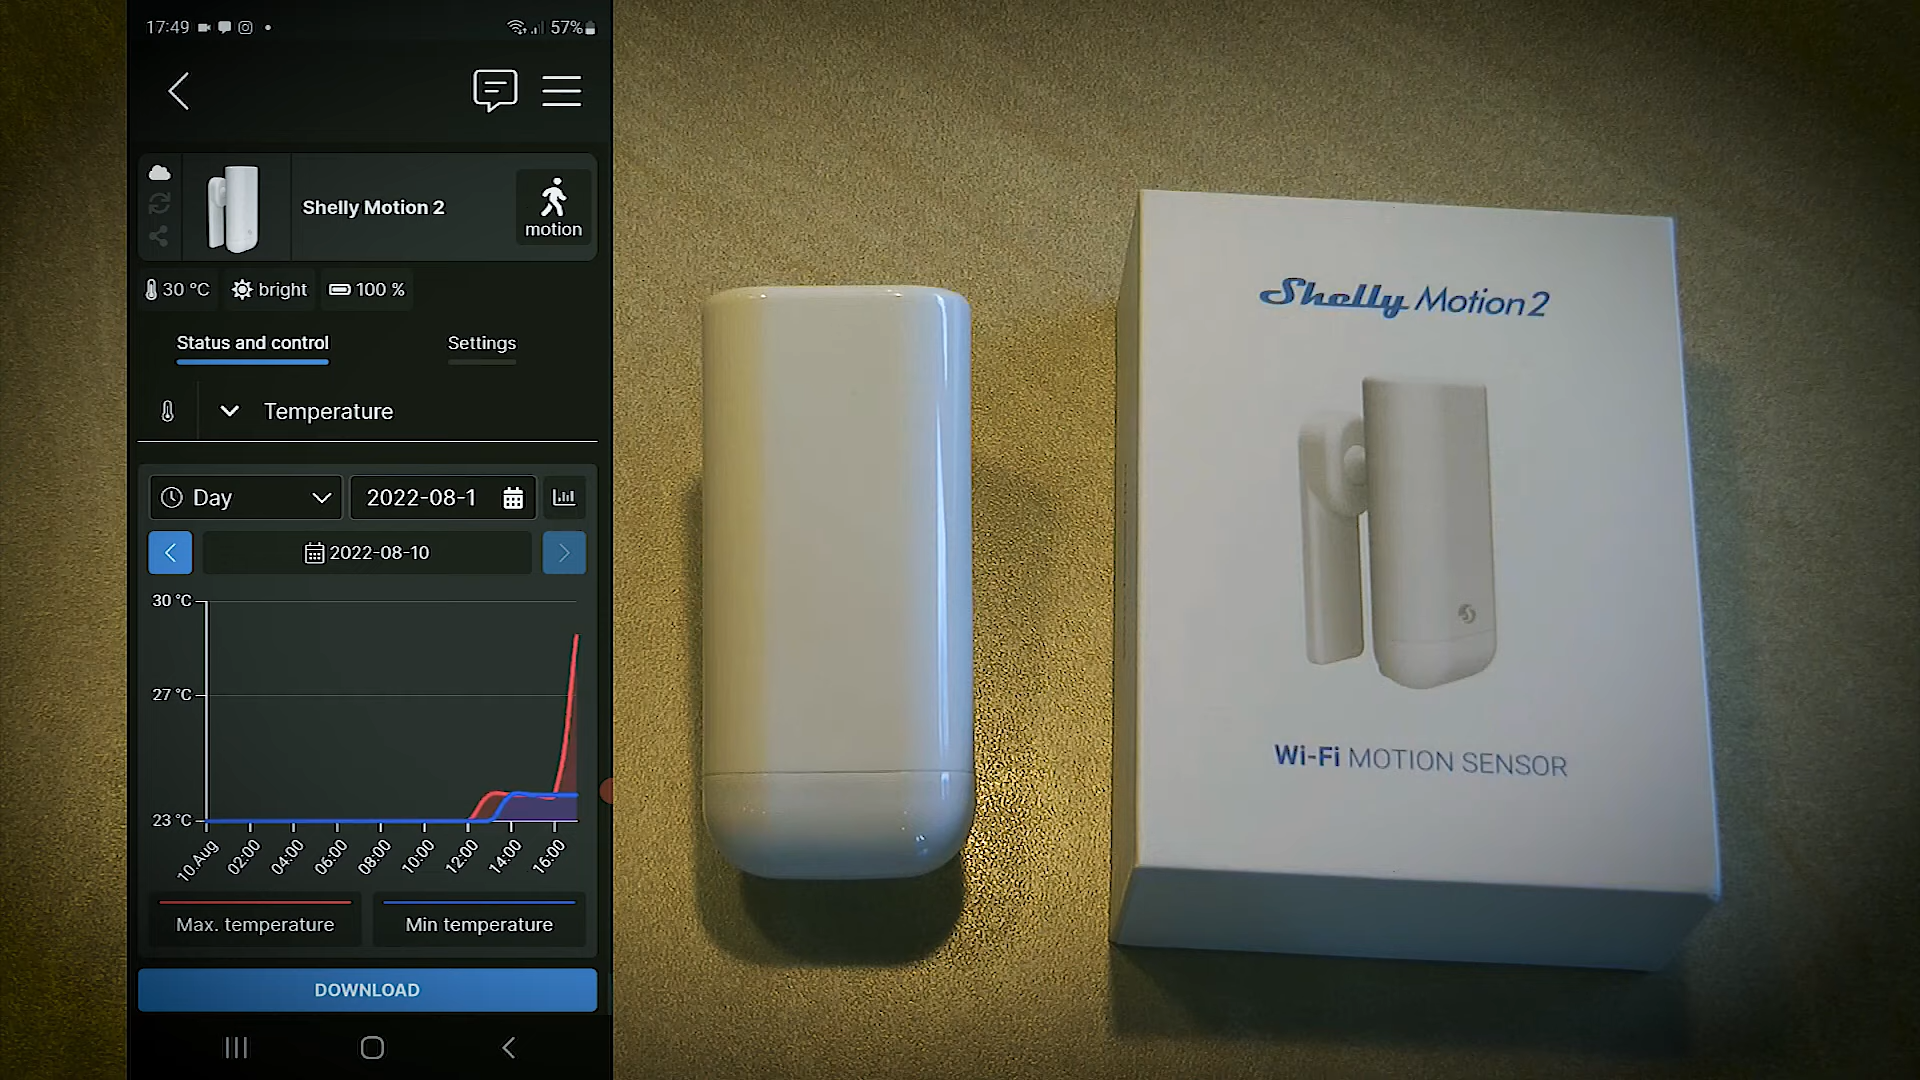 17:49
57%
Shelly Motion 2
motion
30 °C
bright
100 %
Status and control
Settings
Temperature
Day
2022-08-1
2022-08-10
30 °C
27 °C
23 °C
10.Aug
02:00
04:00
06:00
08:00
10:00
12:00
14:00
16:00
Max. temperature
Min temperature
DOWNLOAD
Shelly Motion 2
Wi-Fi MOTION SENSOR